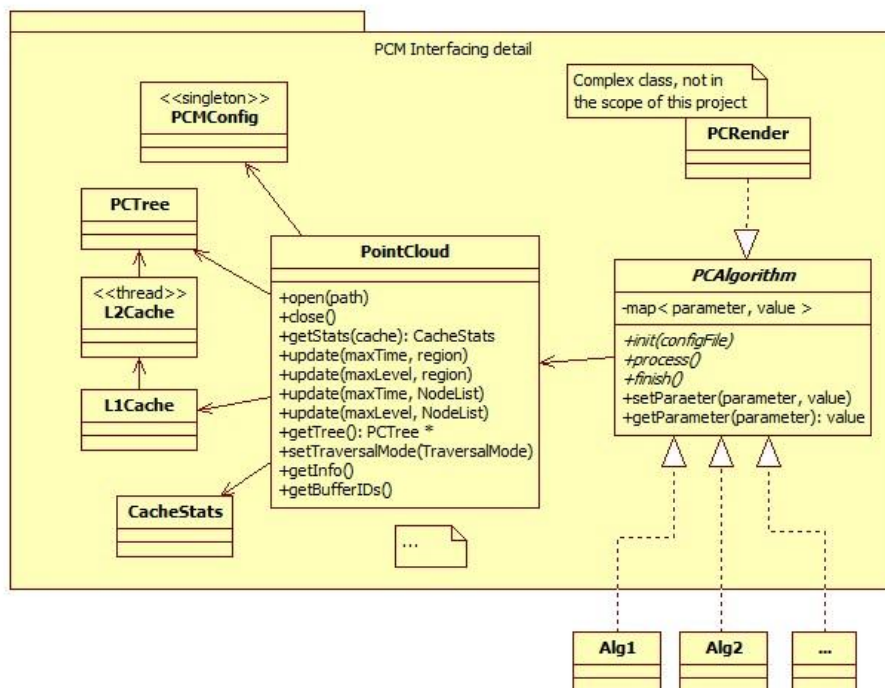 PCM Interfacing detail
<<singleton>>
PCMConfig
Complex class, not in
the scope of this project
PCRender
PCTree
<<thread>>
L2Cache
L1Cache
CacheStats
PointCloud
+open(path)
+close()
+getStats(cache): CacheStats
+update(maxTime, region)
+update(maxLevel, region)
+update(maxTime, NodeList)
+update(maxLevel, NodeList)
+getTree(): PCTree *
+setTraversalMode(TraversalMode)
+getInfo()
+getBufferIDs()
...
PCAlgorithm
-map< parameter, value >
+init(configFile)
+process()
+finish()
+setParaeter(parameter, value)
+getParameter(parameter): value
Alg1
Alg2
...